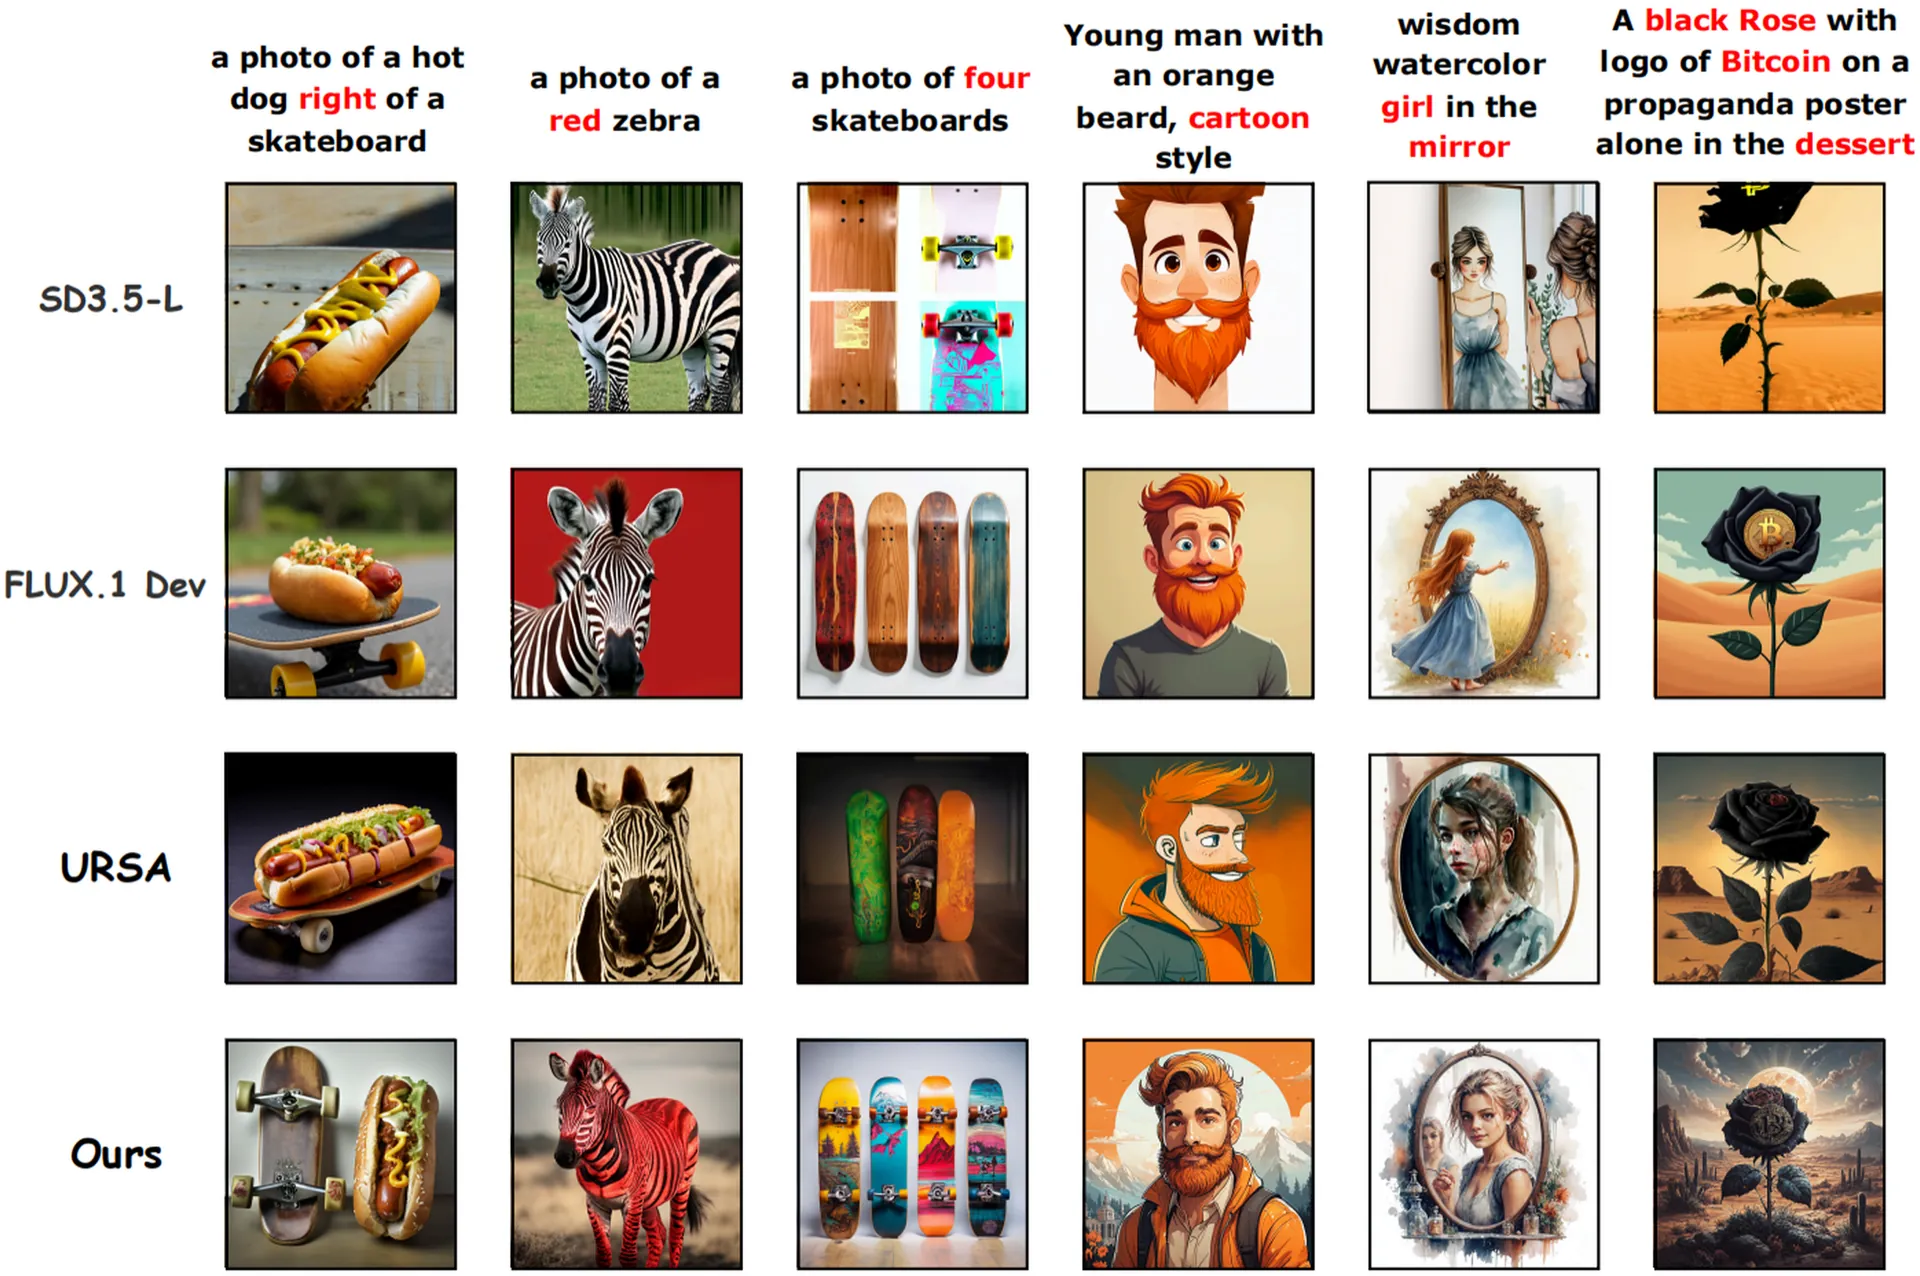 a photo of a hot
dog right of a
skateboard
a photo of a
red zebra
a photo of four
skateboards
Young man with
an orange
beard, cartoon
style
wisdom
watercolor
girl in the
mirror
A black Rose with
logo of Bitcoin on a
propaganda poster
alone in the dessert
SD3.5-L
FLUX.1 Dev
URSA
Ours